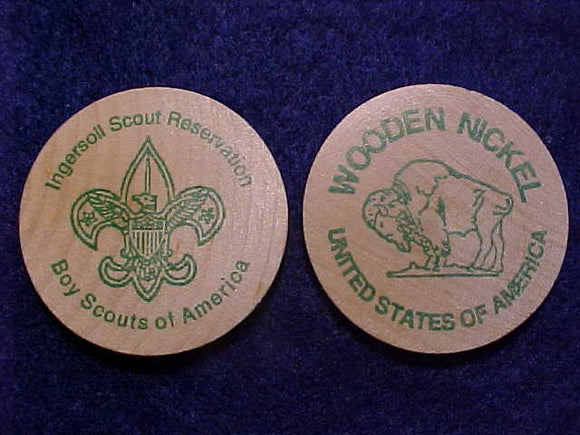 Ingersoll Scout Reservation
Boy Scouts of America
WOODEN NICKEL
UNITED STATES OF AMERICA